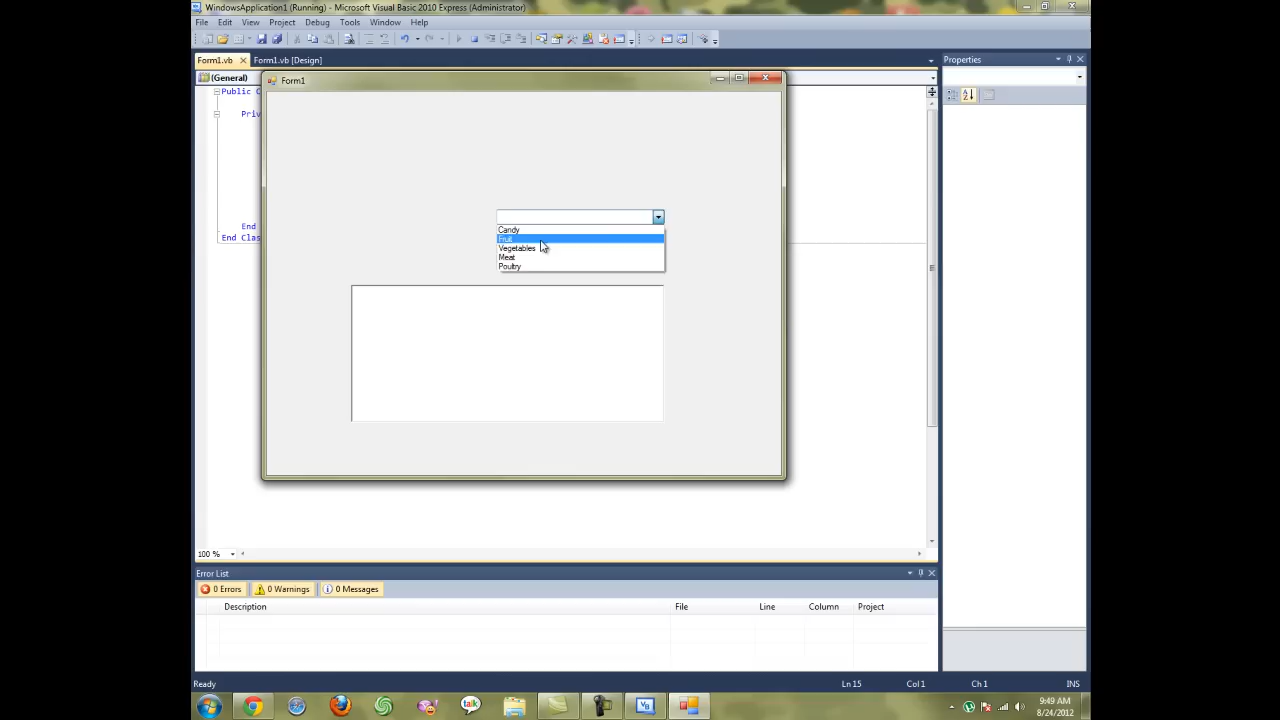 WindowsApplication1 (Running) - Microsoft Visual Basic 2010 Express (Administrator)
File Edit View Project Debug Tools Window Help
Form1.vb Form1.vb [Design]
Properties
(General)
Form1
Public C
Priv
End
End Clas
Candy
Fruit
Vegetables
Meat
Poultry
100 %
Error List
0 Errors 0 Warnings 0 Messages
Description File Line Column Project
Ready Ln 15 Col 1 Ch 1 INS
talk
VB
9:49 AM
8/24/2012